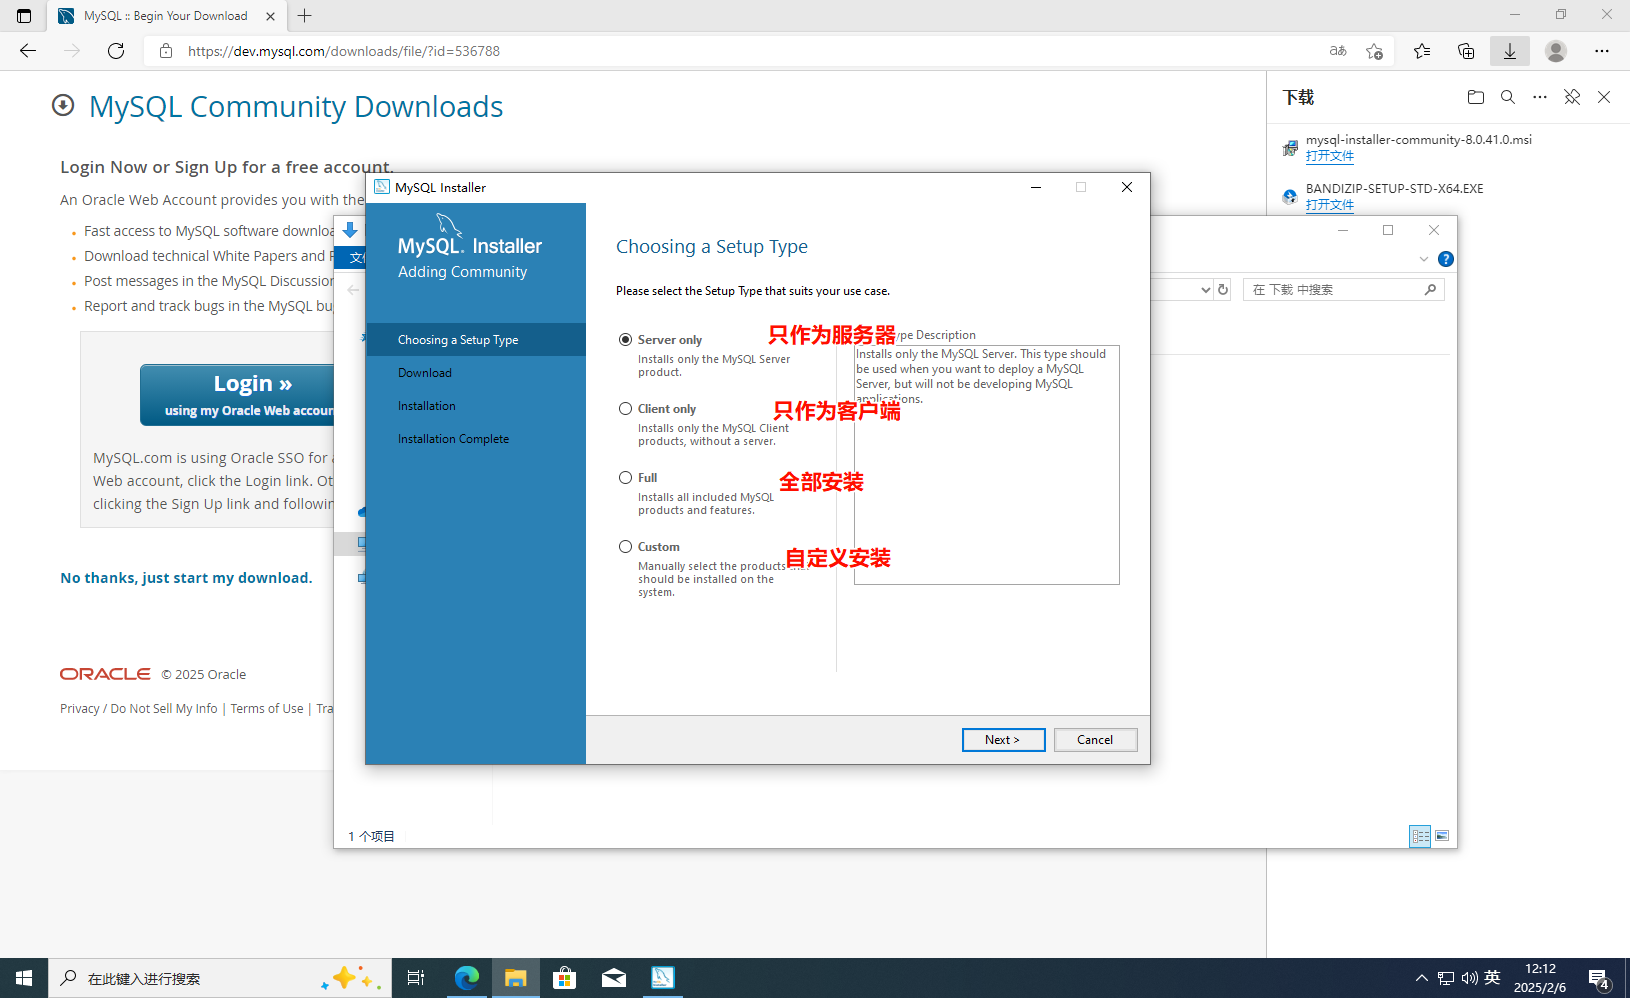 MySQL :: Begin Your Download
https://dev.mysql.com/downloads/file/?id=536788
MySQL Community Downloads
Login Now or Sign Up for a free account.
An Oracle Web Account provides you with the
Fast access to MySQL software downloa
Download technical White Papers and P
Post messages in the MySQL Discussion
Report and track bugs in the MySQL bu
Login »
using my Oracle Web accoun
MySQL.com is using Oracle SSO for a
Web account, click the Login link. Ot
clicking the Sign Up link and followin
No thanks, just start my download.
ORACLE © 2025 Oracle
Privacy / Do Not Sell My Info | Terms of Use | Tra
下载
mysql-installer-community-8.0.41.0.msi
打开文件
BANDIZIP-SETUP-STD-X64.EXE
打开文件
在 下载 中搜索
1 个项目
MySQL Installer
MySQL. Installer
Adding Community
Choosing a Setup Type
Download
Installation
Installation Complete
Choosing a Setup Type
Please select the Setup Type that suits your use case.
Server only
只作为服务器
Installs only the MySQL Server
product.
Client only
只作为客户端
Installs only the MySQL Client
products, without a server.
Full
全部安装
Installs all included MySQL
products and features.
Custom
自定义安装
Manually select the products
should be installed on the
system.
ype Description
Installs only the MySQL Server. This type should
be used when you want to deploy a MySQL
Server, but will not be developing MySQL
applications.
Next >
Cancel
在此键入进行搜索
英
12:12
2025/2/6
4